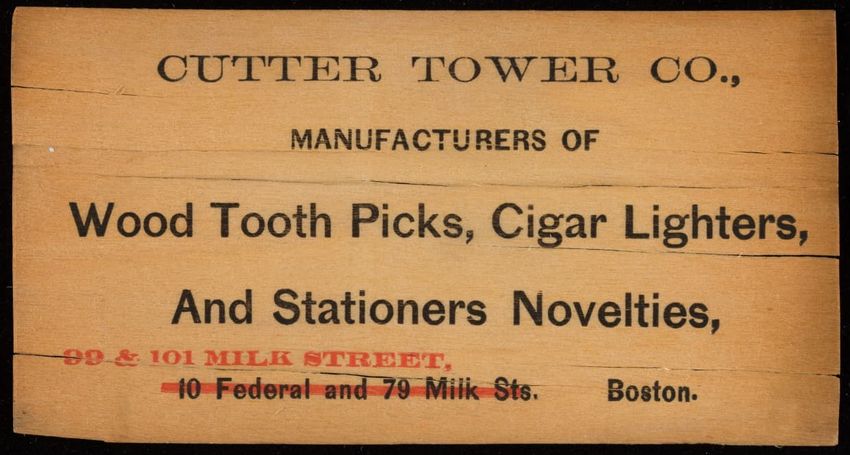 CUTTER TOWER CO.,
MANUFACTURERS OF
Wood Tooth Picks, Cigar Lighters,
And Stationers Novelties,
99 & 101 MILK STREET,
10 Federal and 79 Milk Sts. Boston.